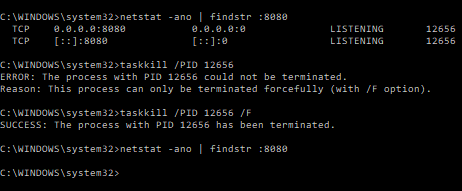 C:\WINDOWS\system32>netstat -ano | findstr :8080
TCP 0.0.0.0:8080 0.0.0.0:0 LISTENING 12656
TCP [::]:8080 [::]:0 LISTENING 12656
C:\WINDOWS\system32>taskkill /PID 12656
ERROR: The process with PID 12656 could not be terminated.
Reason: This process can only be terminated forcefully (with /F option).
C:\WINDOWS\system32>taskkill /PID 12656 /F
SUCCESS: The process with PID 12656 has been terminated.
C:\WINDOWS\system32>netstat -ano | findstr :8080
C:\WINDOWS\system32>